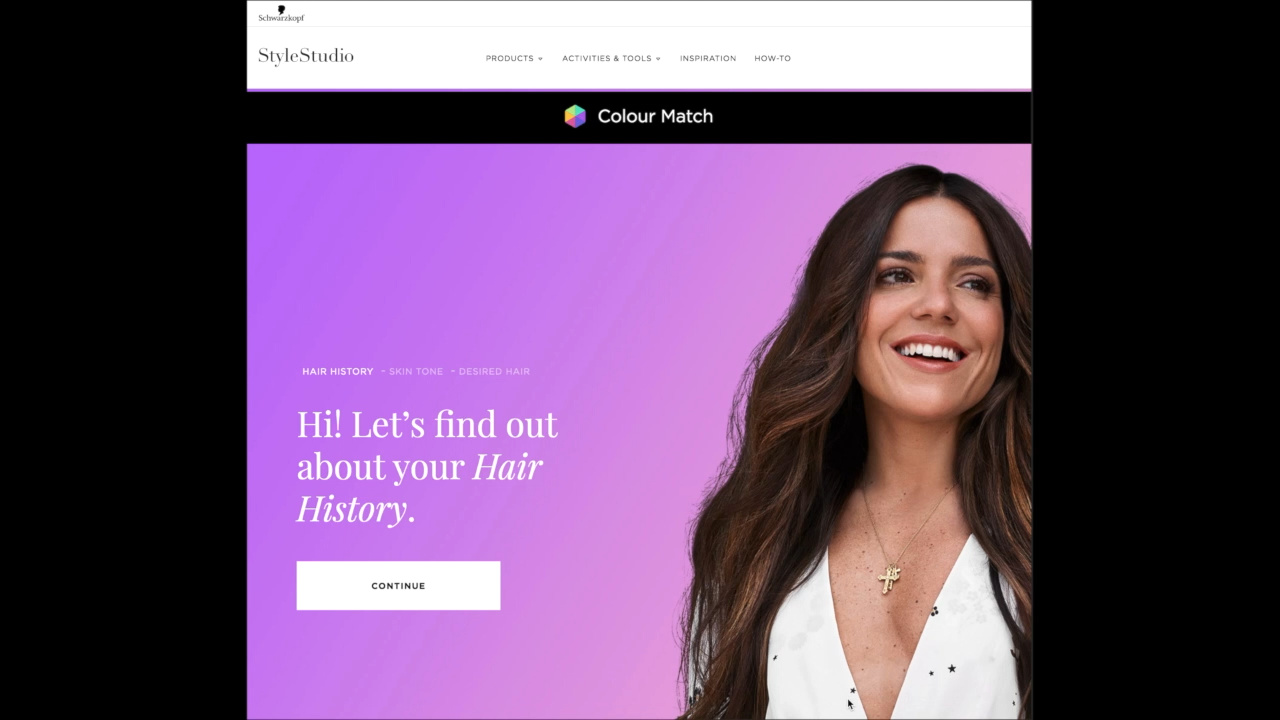 Schwarzkopf
StyleStudio
PRODUCTS ACTIVITIES & TOOLS INSPIRATION HOW-TO
Colour Match
HAIR HISTORY - SKIN TONE - DESIRED HAIR
Hi! Let’s find out
about your Hair
History.
CONTINUE